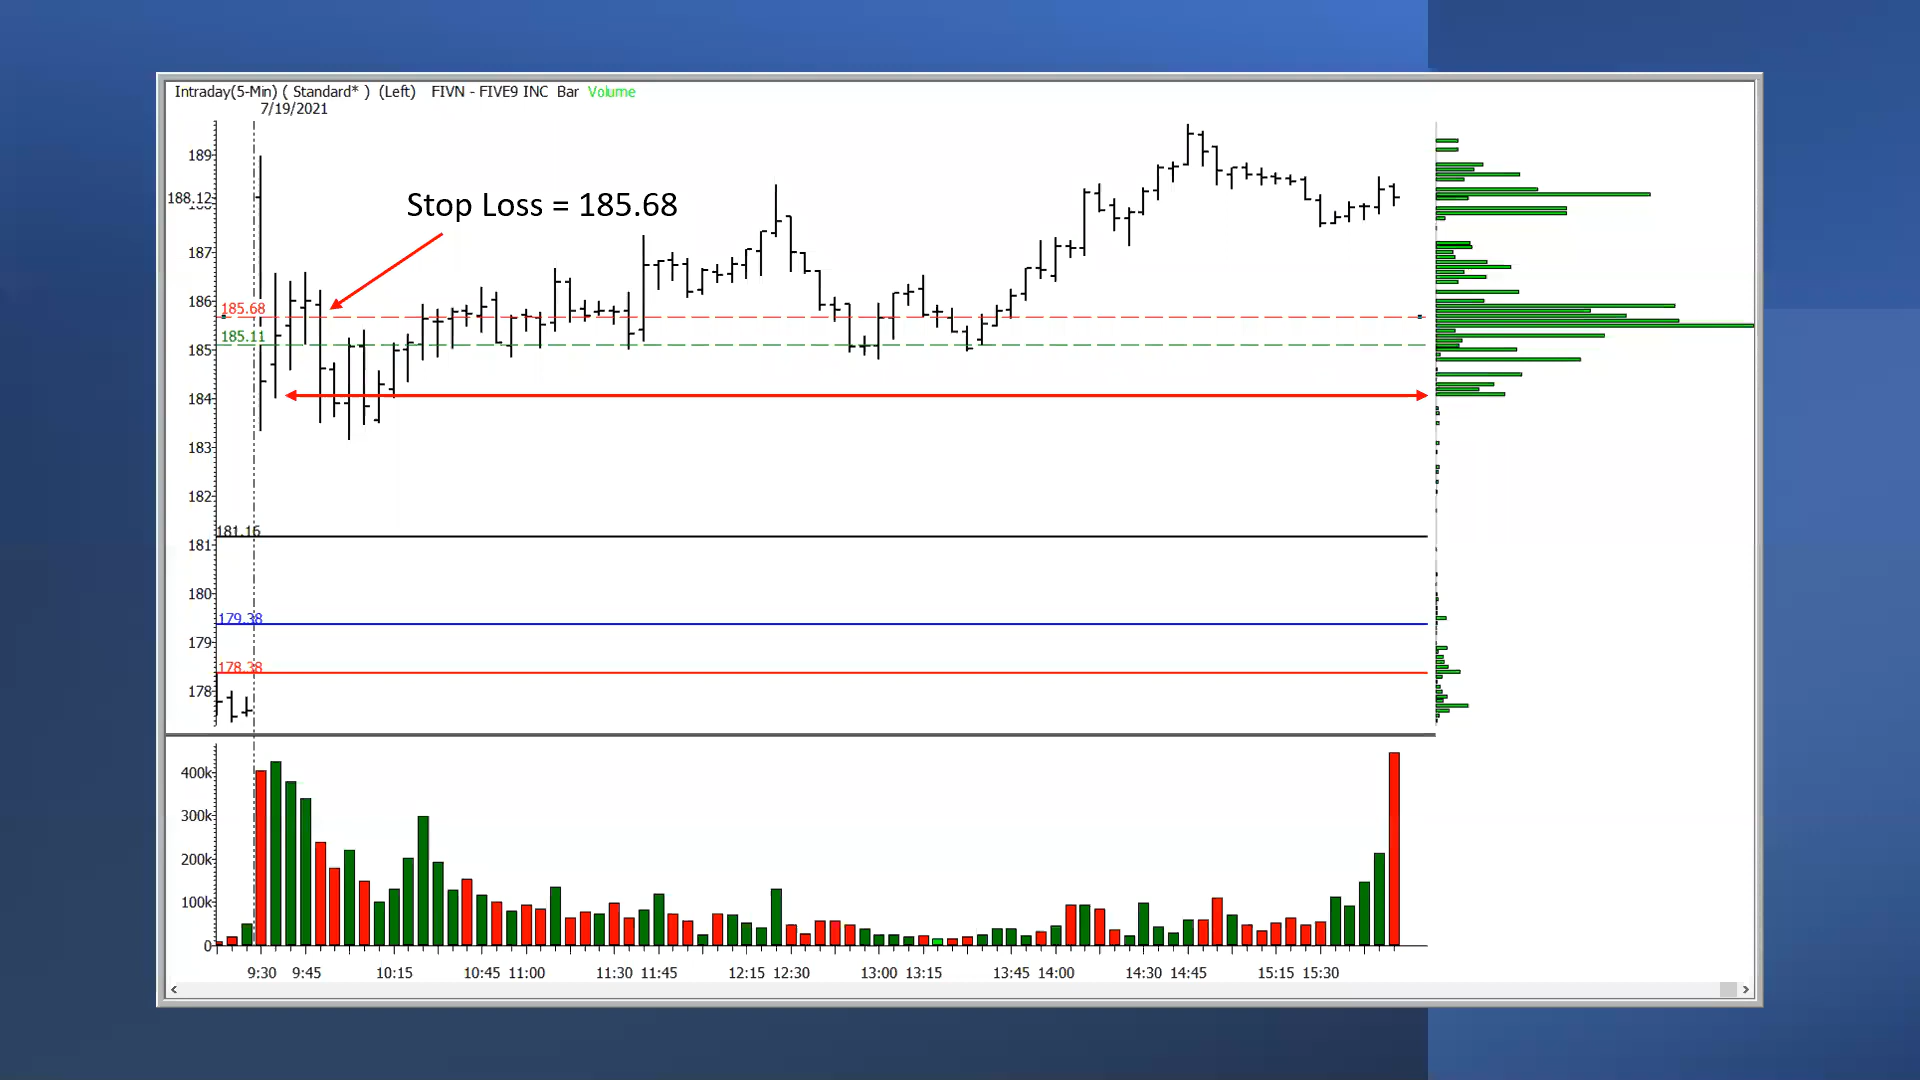 Intraday(5-Min) ( Standard* ) (Left) FIVN - FIVE9 INC Bar Volume
7/19/2021
189
Stop Loss = 185.68
188.12
187
186
185.68
185.11
185
184
183
182
181.16
181
180
179.38
179
178.38
178
400k
300k
200k
100k
0
9:30 9:45 10:15 10:45 11:00 11:30 11:45 12:15 12:30 13:00 13:15 13:45 14:00 14:30 14:45 15:15 15:30